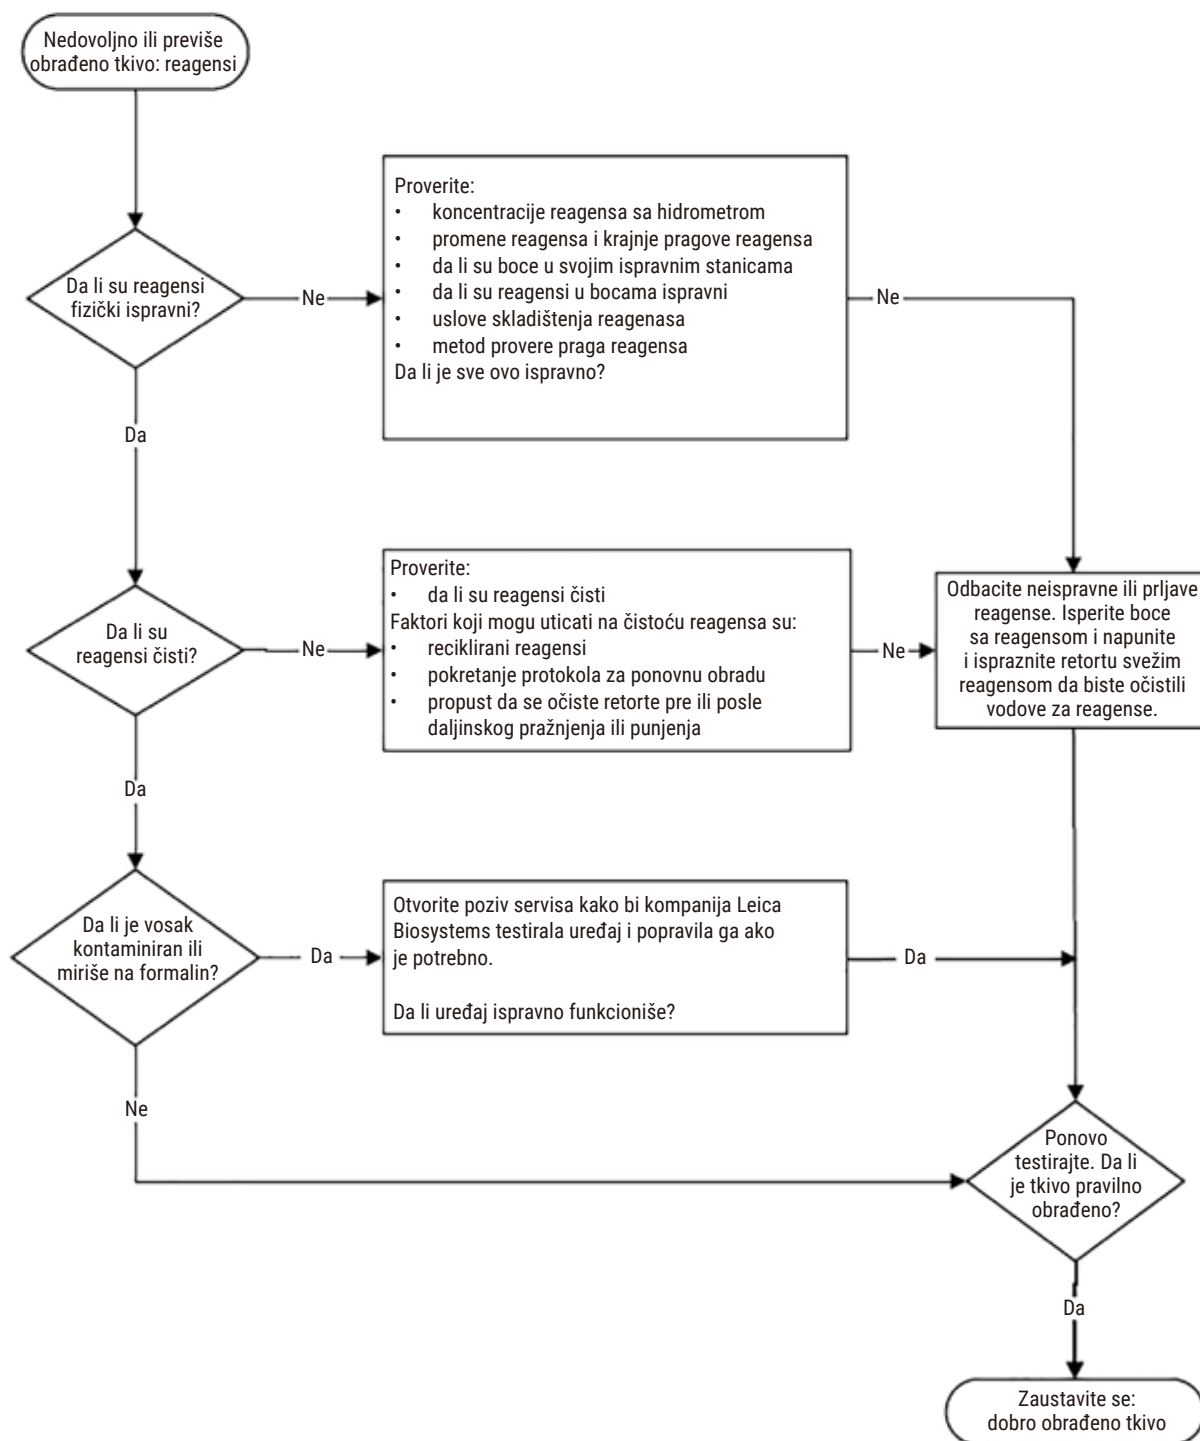 Nedovoljno ili previše
obrađeno tkivo: reagensi
Proverite:
• koncentracije reagensa sa hidrometrom
• promene reagensa i krajnje pragove reagensa
• da li su boce u svojim ispravnim stanicama
• da li su reagensi u bocama ispravni
• uslove skladištenja reagenasa
• metod provere praga reagensa
Da li je sve ovo ispravno?
Da li su reagensi
fizički ispravni?
Ne
Ne
Da
Proverite:
• da li su reagensi čisti
Faktori koji mogu uticati na čistoću reagensa su:
• reciklirani reagensi
• pokretanje protokola za ponovnu obradu
• propust da se očiste retorte pre ili posle
daljinskog pražnjenja ili punjenja
Da li su
reagensi čisti?
Ne
Ne
Odbacite neispravne ili prljave
reagense. Isperite boce
sa reagensom i napunite
i ispraznite retortu svežim
reagensom da biste očistili
vodove za reagense.
Da
Da li je vosak
kontaminiran ili
miriše na formalin?
Da
Otvorite poziv servisa kako bi kompanija Leica
Biosystems testirala uređaj i popravila ga ako
je potrebno.
Da li uređaj ispravno funkcioniše?
Da
Ne
Ponovo
testirajte. Da li
je tkivo pravilno
obrađeno?
Da
Zaustavite se:
dobro obrađeno tkivo